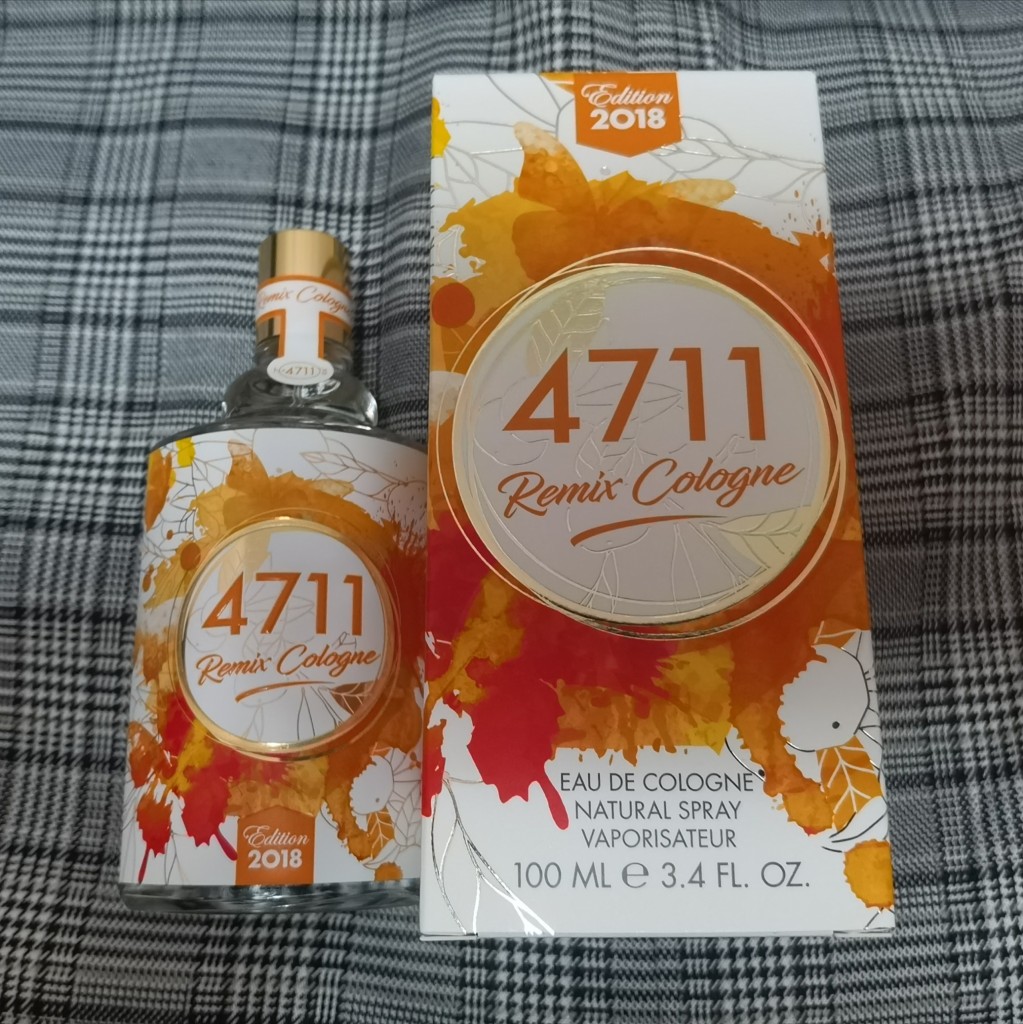 Edition
2018
4711
Remix Cologne
EAU DE COLOGNE
NATURAL SPRAY
VAPORISATEUR
100 ML ℮ 3.4 FL. OZ.
Remix Cologne
4711
4711
Remix Cologne
Edition
2018